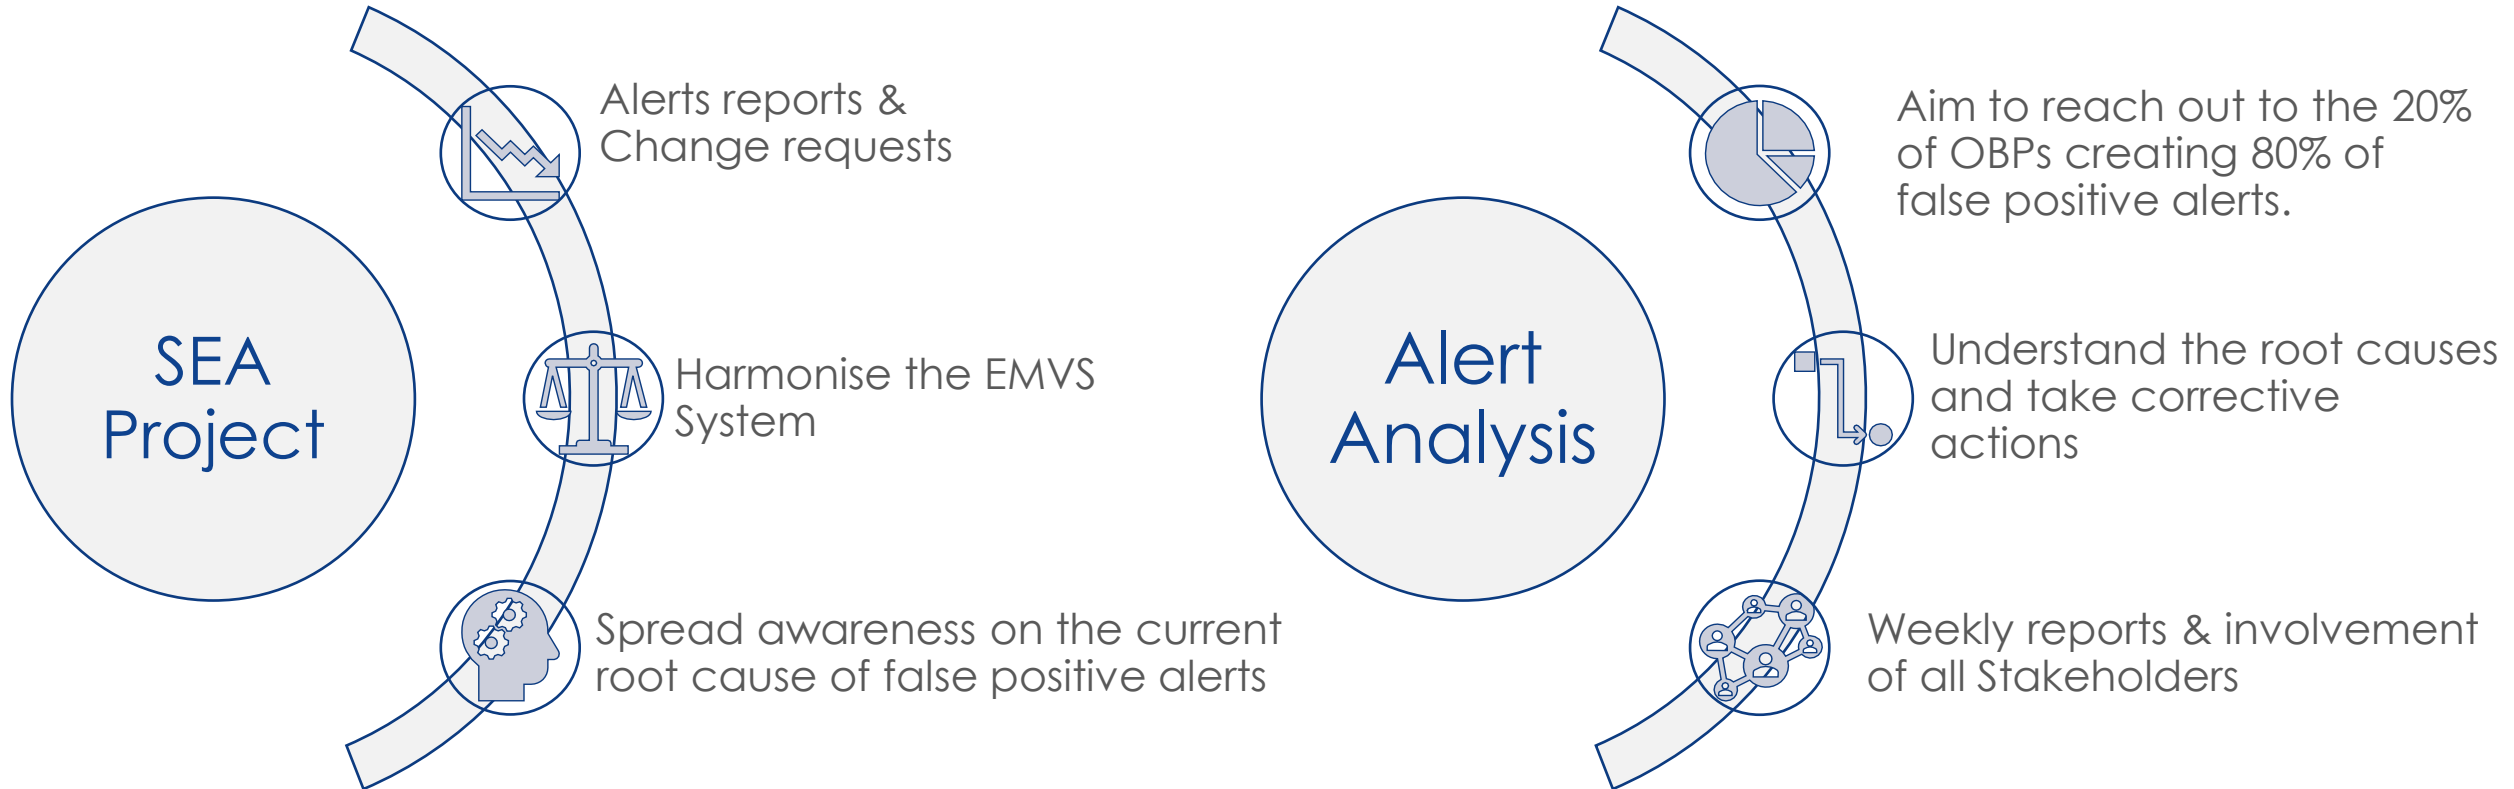 SEA
Project
Alerts reports &
Change requests
Harmonise the EMVS
System
Spread awareness on the current
root cause of false positive alerts
Alert
Analysis
Aim to reach out to the 20%
of OBPs creating 80% of
false positive alerts.
Understand the root causes
and take corrective
actions
Weekly reports & involvement
of all Stakeholders